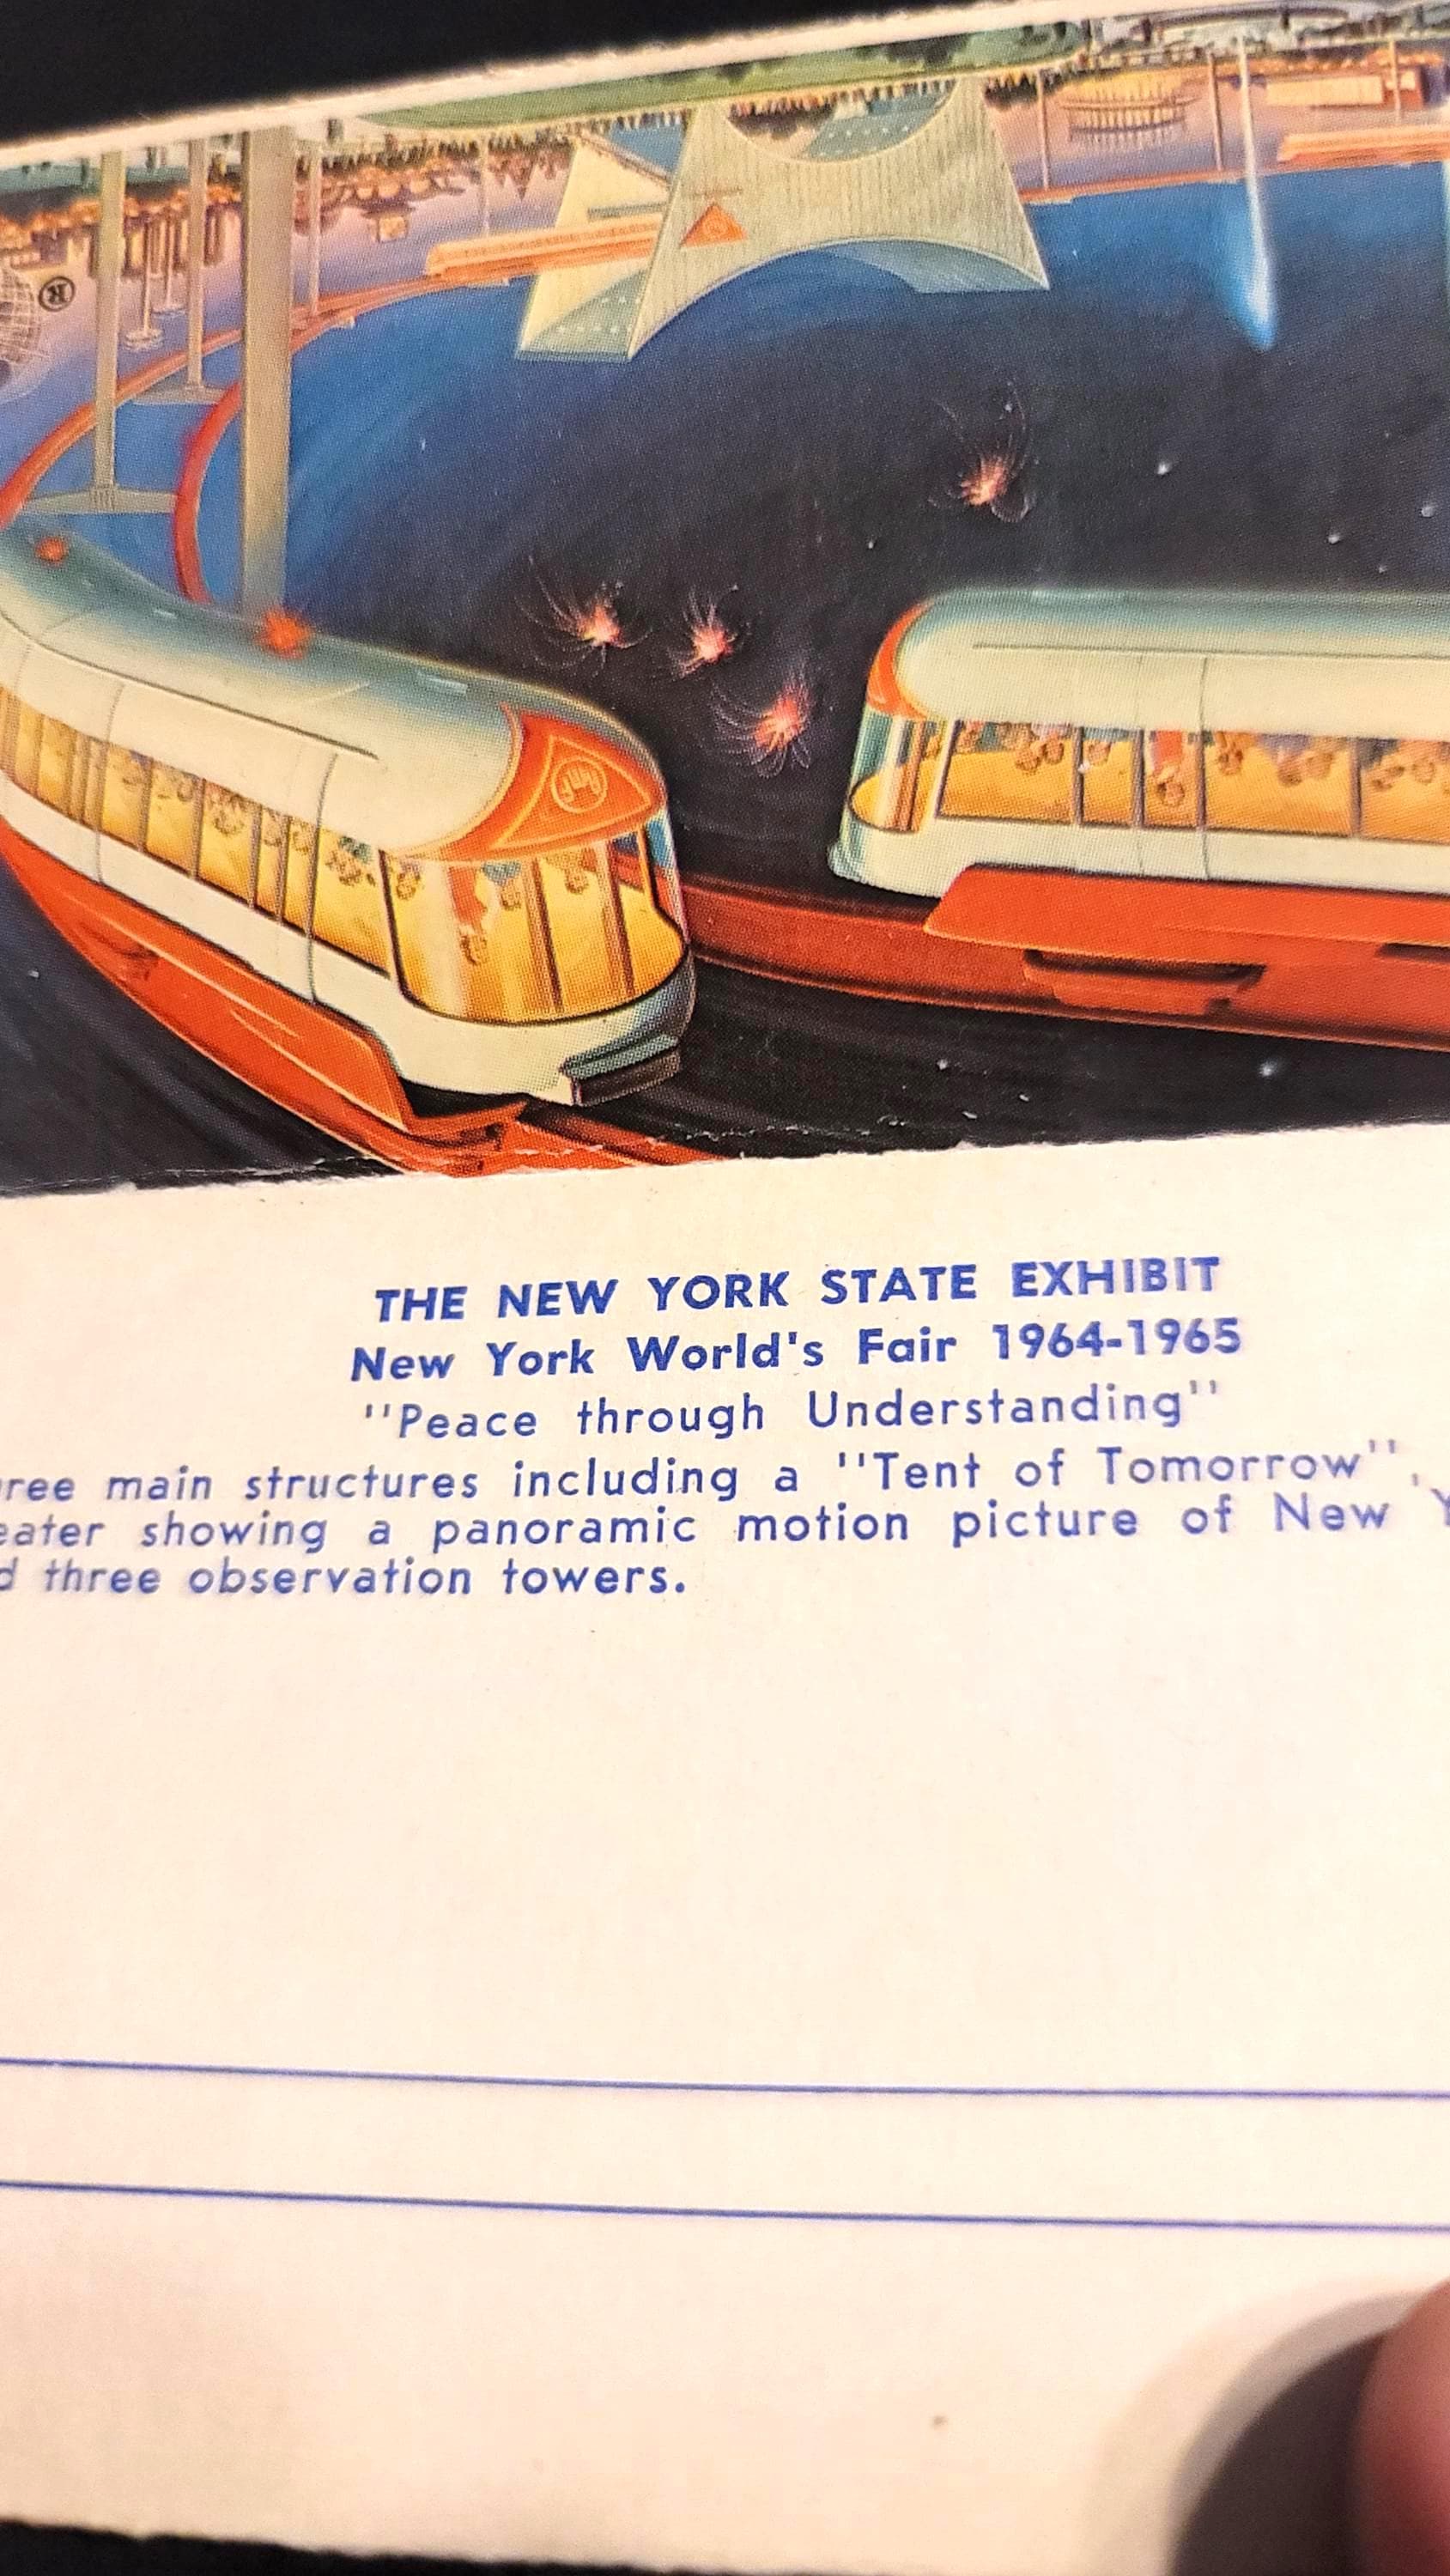 ®
AMF
THE NEW YORK STATE EXHIBIT
New York World's Fair 1964-1965
"Peace through Understanding"
ree main structures including a "Tent of Tomorrow",
eater showing a panoramic motion picture of New Y
d three observation towers.